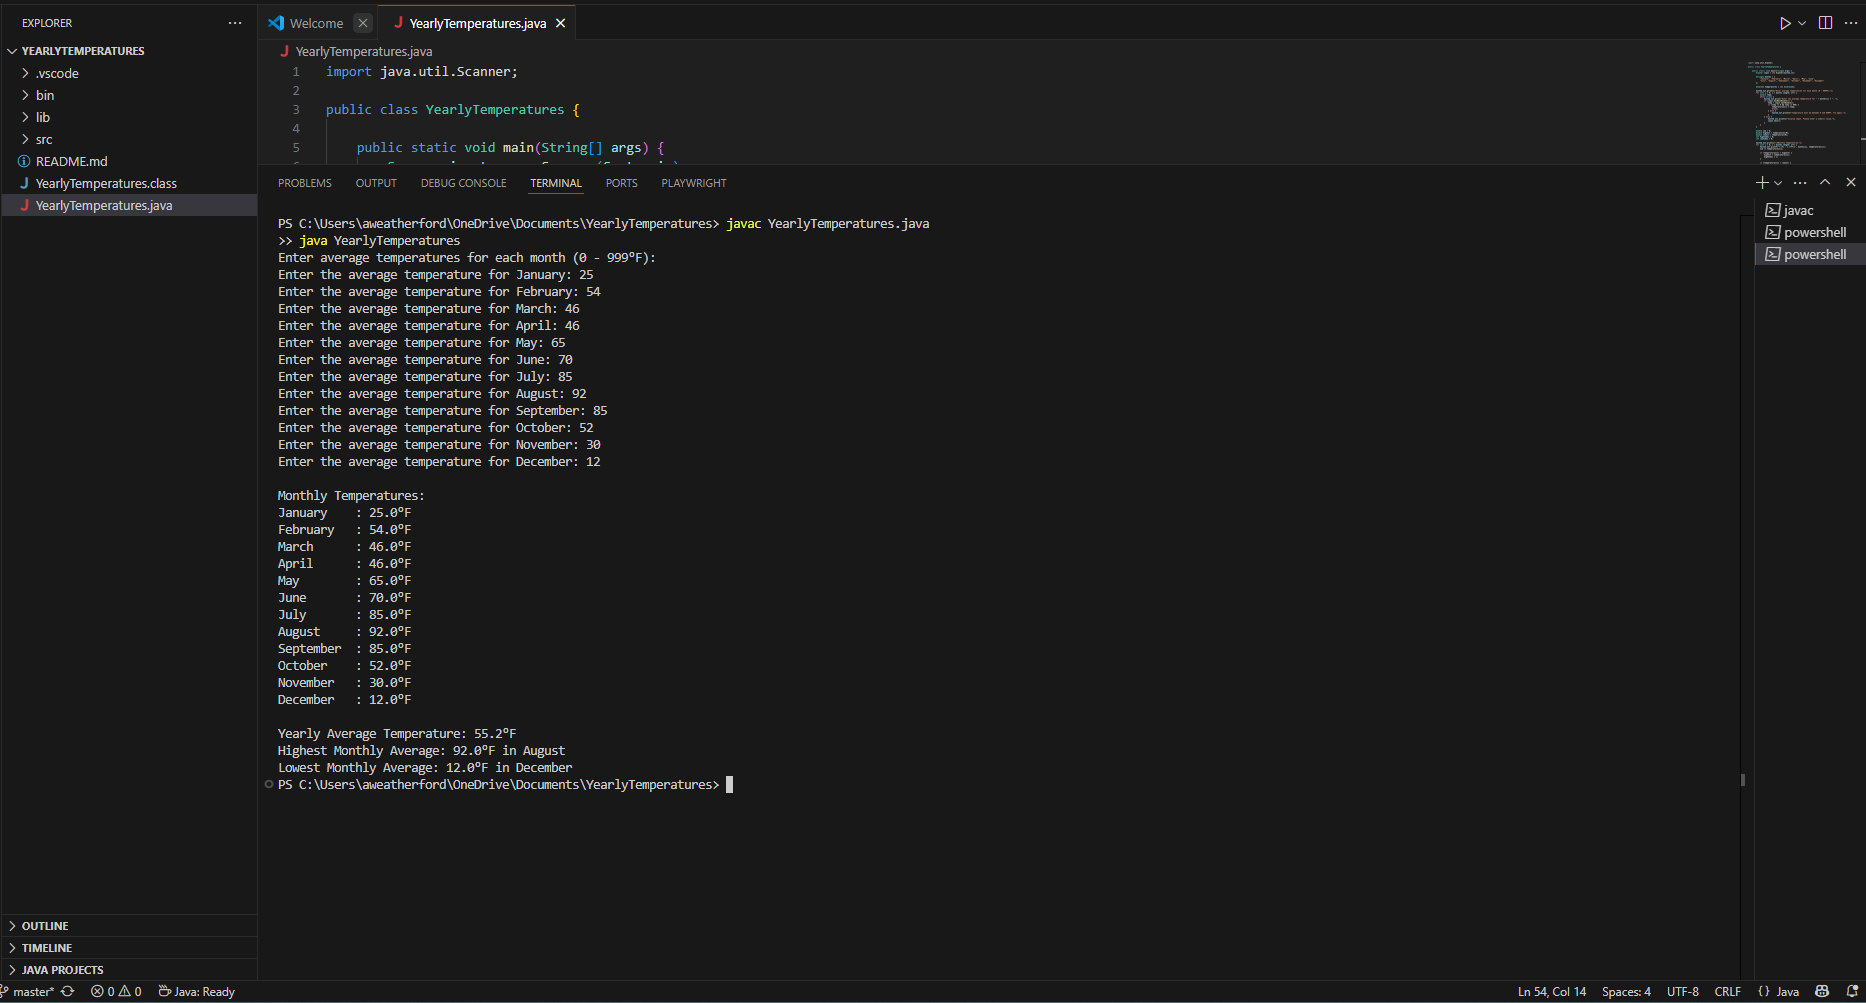 EXPLORER
YEARLYTEMPERATURES
.vscode
bin
lib
src
README.md
YearlyTemperatures.class
YearlyTemperatures.java
OUTLINE
TIMELINE
JAVA PROJECTS
Welcome
YearlyTemperatures.java
YearlyTemperatures.java
1 import java.util.Scanner;
2
3 public class YearlyTemperatures {
4
5 public static void main(String[] args) {
PROBLEMS OUTPUT DEBUG CONSOLE TERMINAL PORTS PLAYWRIGHT
PS C:\Users\aweatherford\OneDrive\Documents\YearlyTemperatures> javac YearlyTemperatures.java
>> java YearlyTemperatures
Enter average temperatures for each month (0 - 999°F):
Enter the average temperature for January: 25
Enter the average temperature for February: 54
Enter the average temperature for March: 46
Enter the average temperature for April: 46
Enter the average temperature for May: 65
Enter the average temperature for June: 70
Enter the average temperature for July: 85
Enter the average temperature for August: 92
Enter the average temperature for September: 85
Enter the average temperature for October: 52
Enter the average temperature for November: 30
Enter the average temperature for December: 12
Monthly Temperatures:
January : 25.0°F
February : 54.0°F
March : 46.0°F
April : 46.0°F
May : 65.0°F
June : 70.0°F
July : 85.0°F
August : 92.0°F
September : 85.0°F
October : 52.0°F
November : 30.0°F
December : 12.0°F
Yearly Average Temperature: 55.2°F
Highest Monthly Average: 92.0°F in August
Lowest Monthly Average: 12.0°F in December
PS C:\Users\aweatherford\OneDrive\Documents\YearlyTemperatures>
javac
powershell
powershell
master* 0 0 Java: Ready
Ln 54, Col 14 Spaces: 4 UTF-8 CRLF {} Java